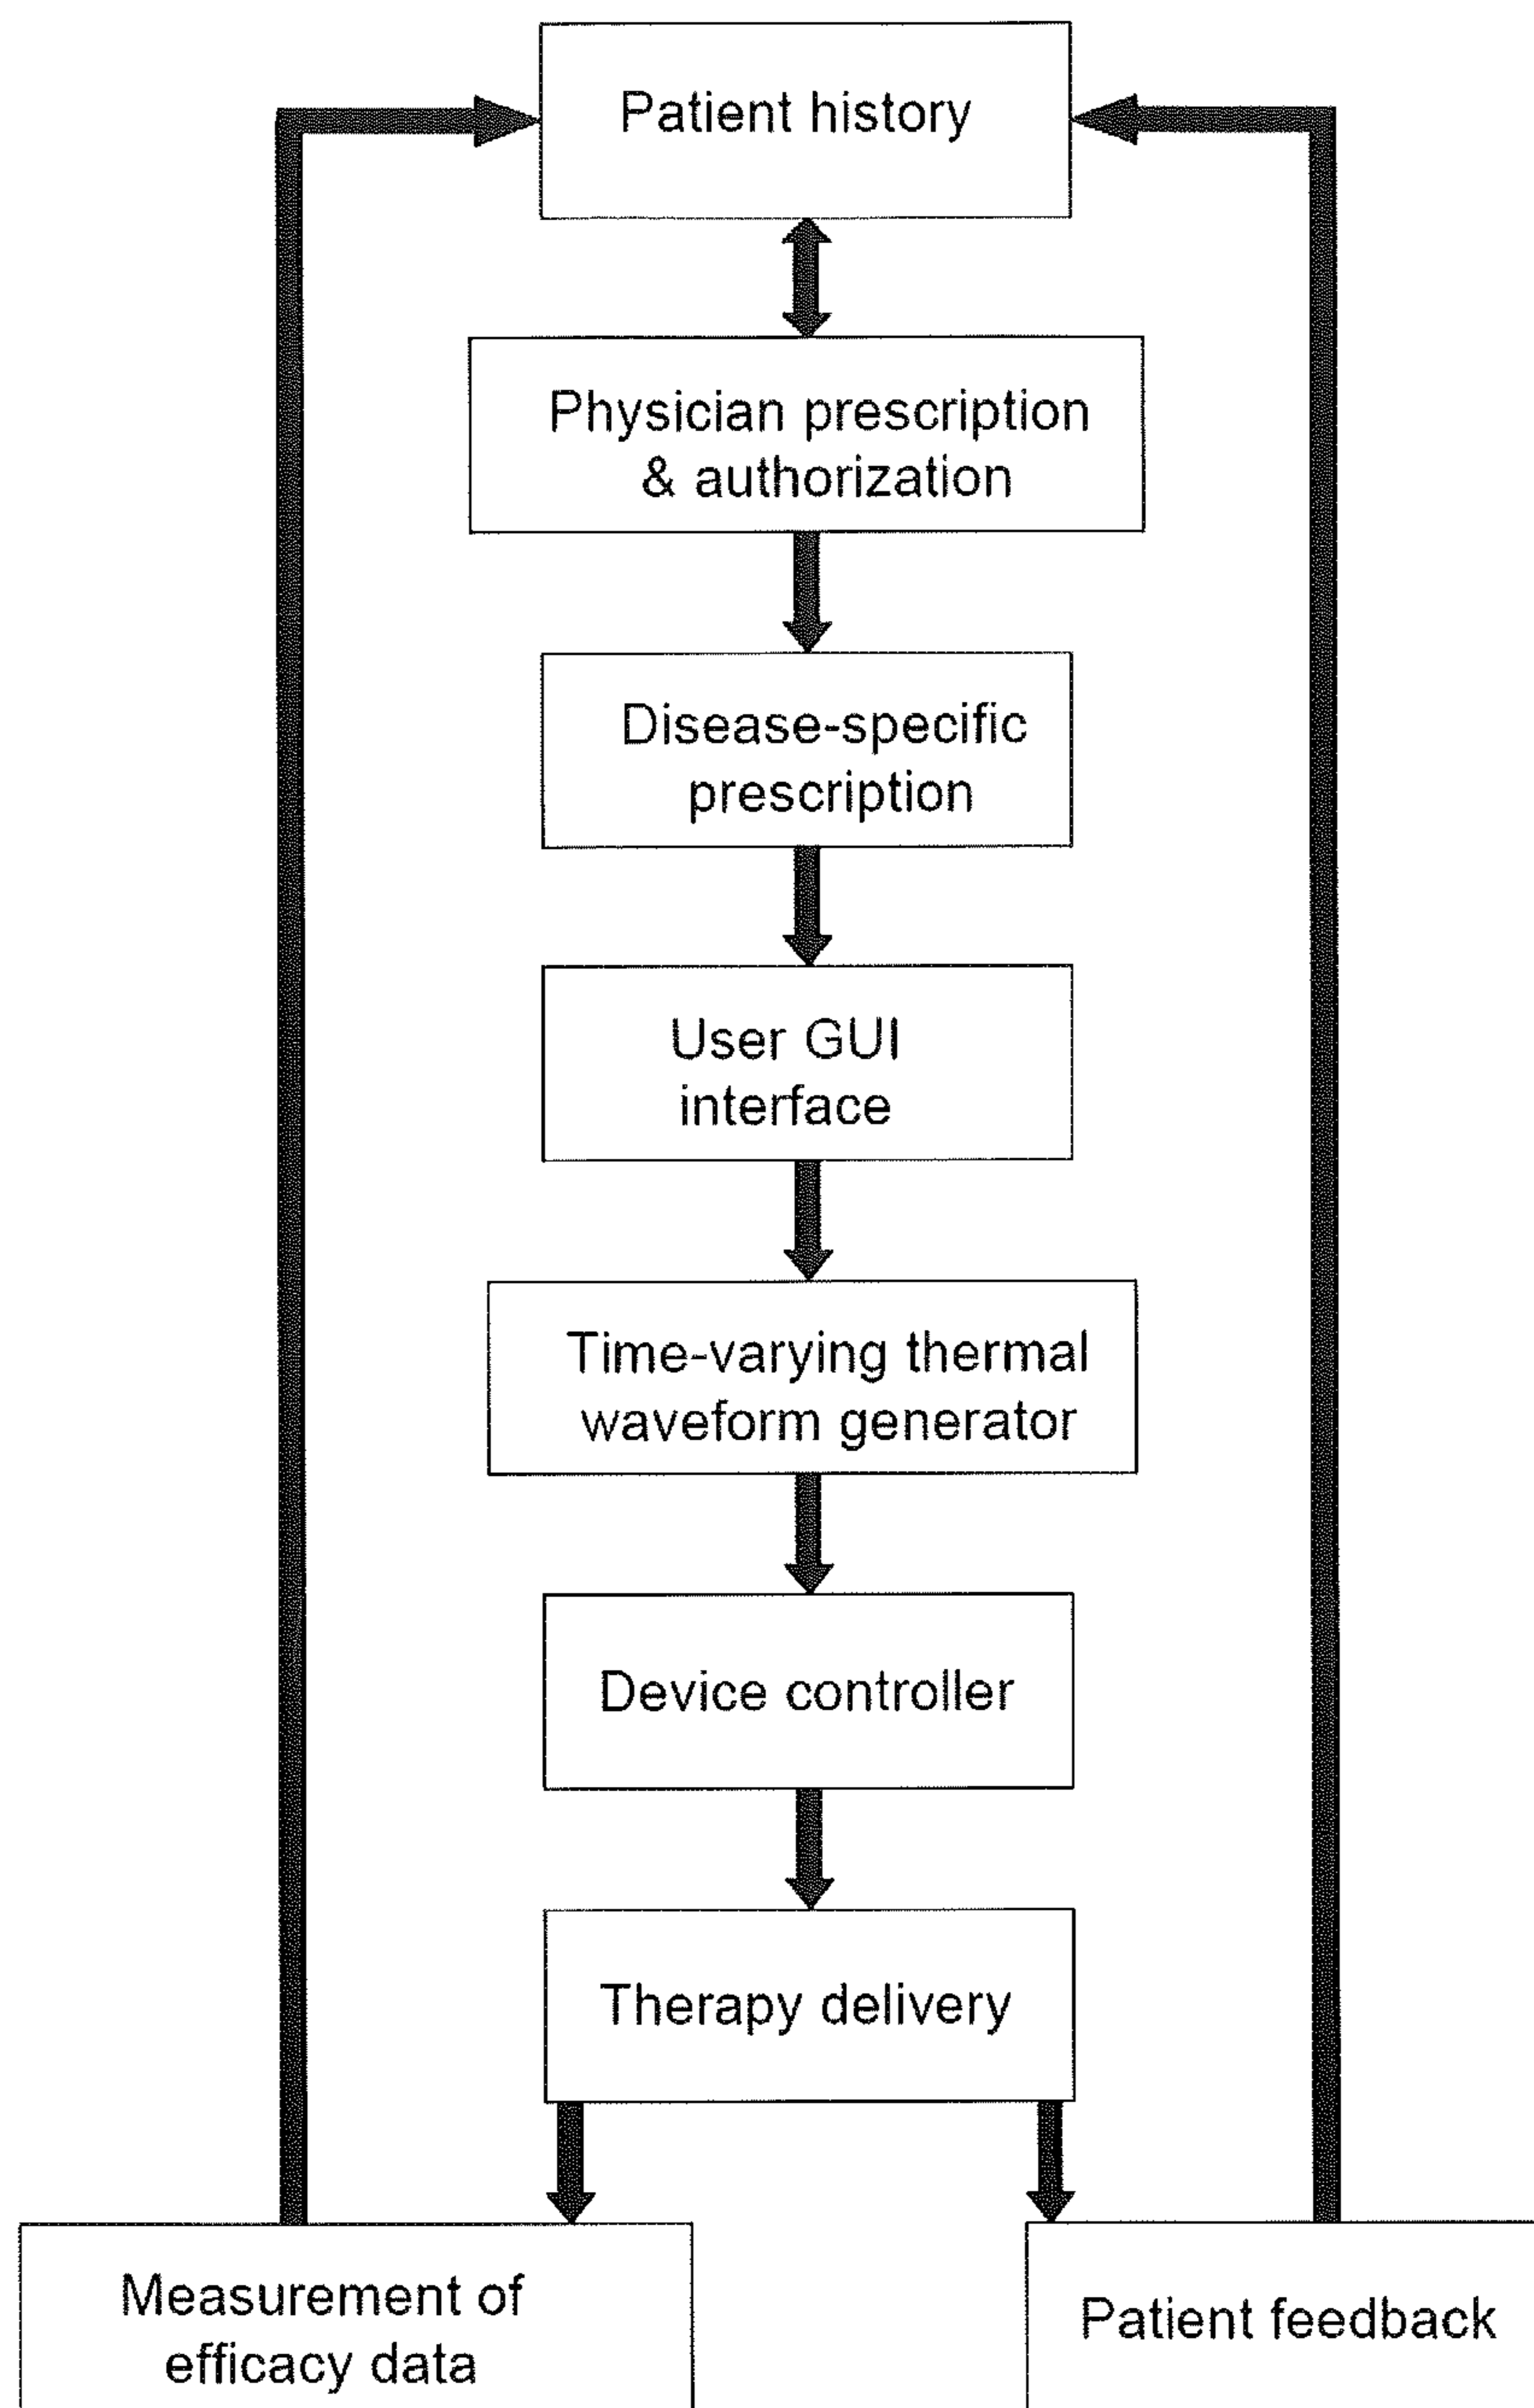 Patient history
Physician prescription
& authorization
Disease-specific
prescription
User GUI
interface
Time-varying thermal
waveform generator
Device controller
Therapy delivery
Measurement of
efficacy data
Patient feedback